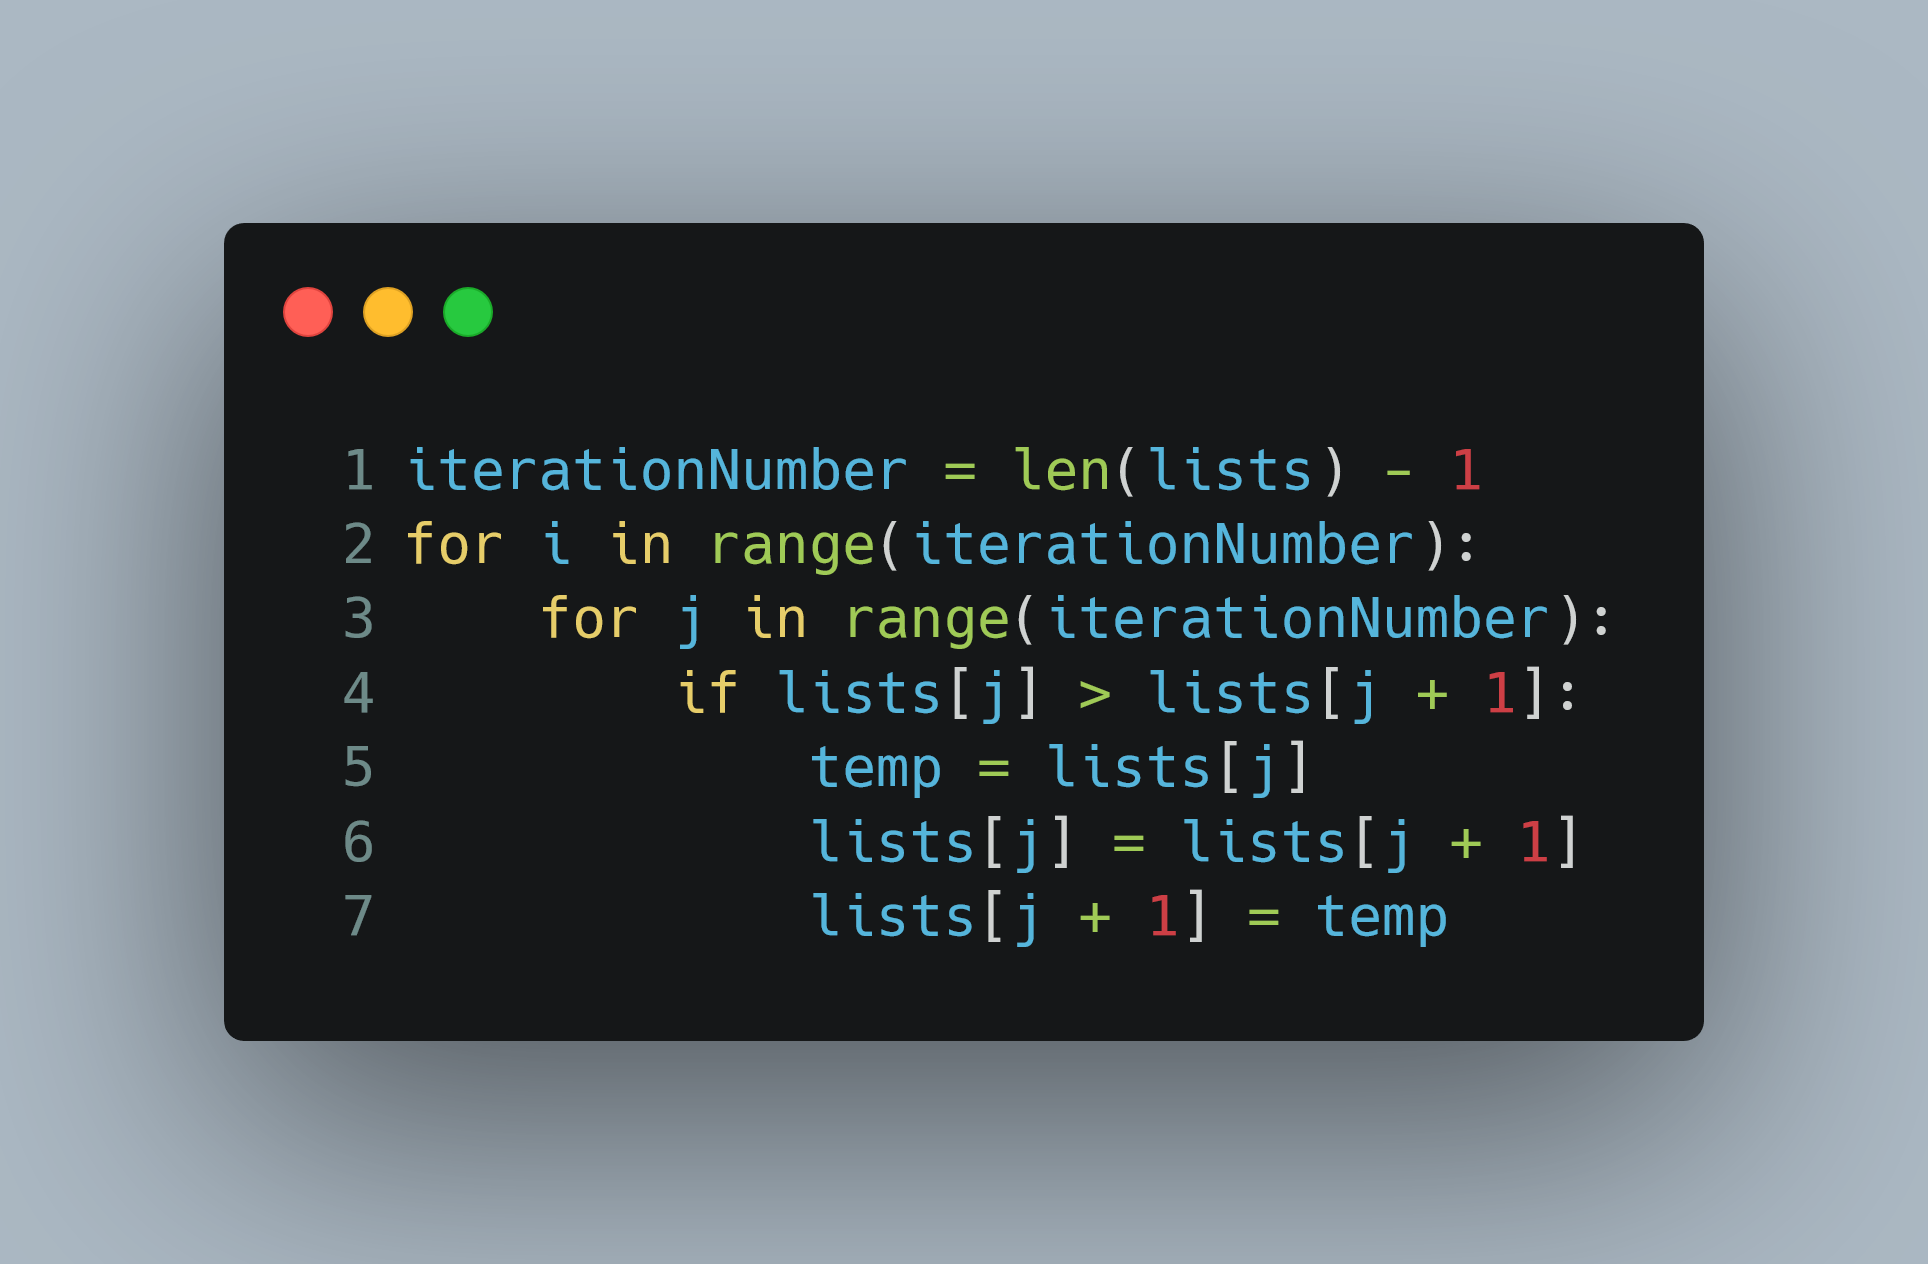 1 iterationNumber = len(lists) - 1
2 for i in range(iterationNumber):
3     for j in range(iterationNumber):
4         if lists[j] > lists[j + 1]:
5             temp = lists[j]
6             lists[j] = lists[j + 1]
7             lists[j + 1] = temp